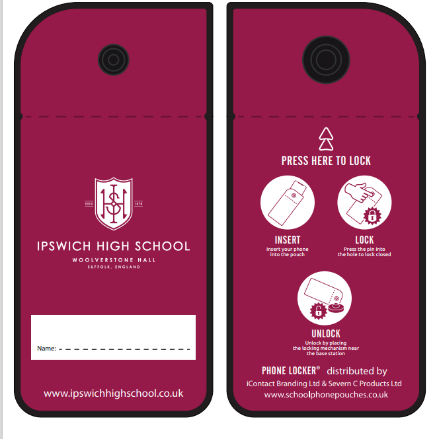 IPSWICH HIGH SCHOOL
WOOLVERSTONE HALL
SUFFOLK, ENGLAND
Name:
www.ipswichhighschool.co.uk
PRESS HERE TO LOCK
INSERT
Insert your phone
into the pouch
LOCK
Press the pin into
the hole to lock closed
UNLOCK
Unlock by placing
the locking mechanism near
the base station
PHONE LOCKER® distributed by
iContact Branding Ltd & Severn C Products Ltd
www.schoolphonepouches.co.uk